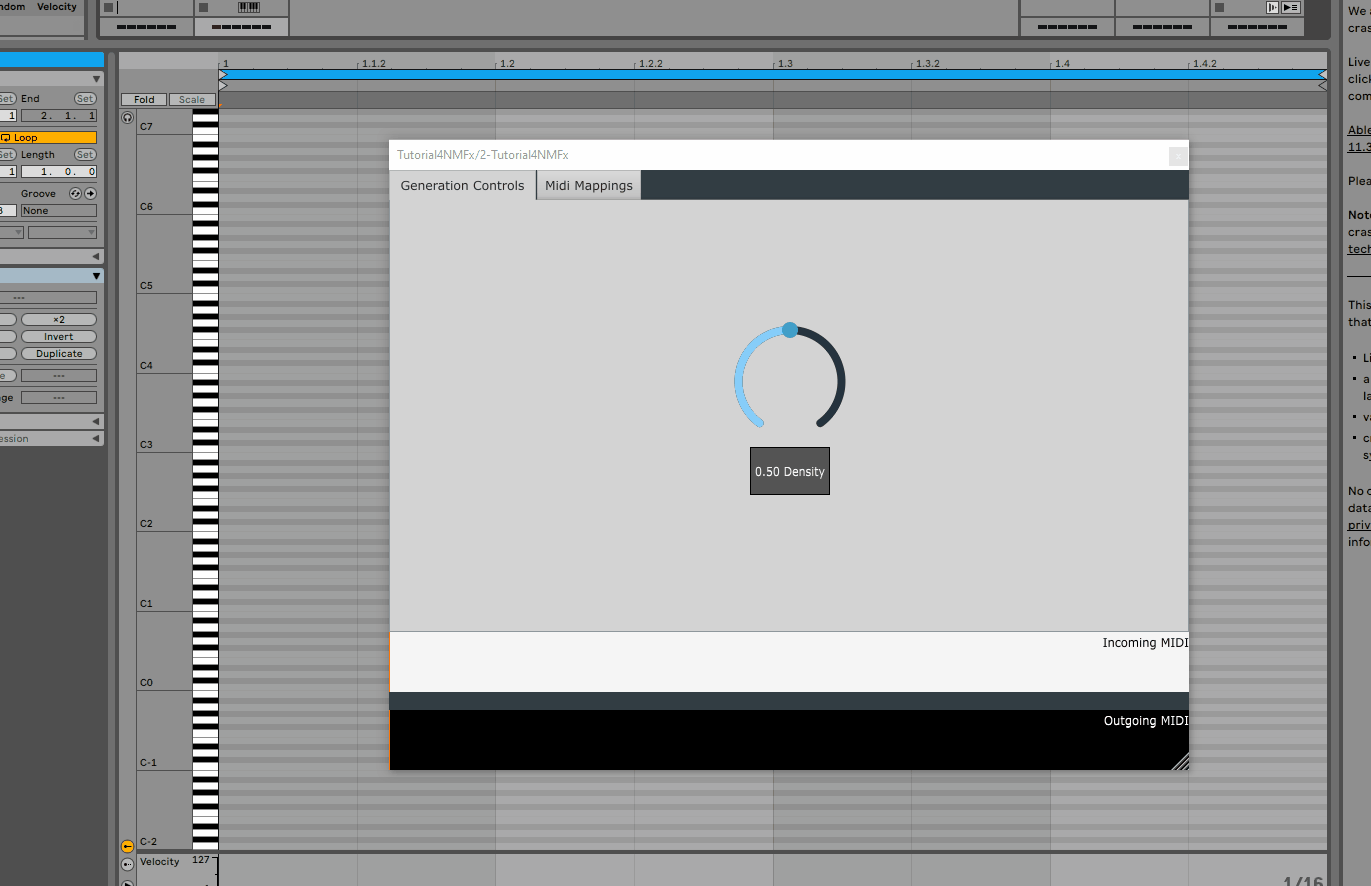 ndom Velocity
1 1.1.2 1.2 1.2.2 1.3 1.3.2 1.4 1.4.2
Set End Set
1 2. 1. 1
Loop
Set Length Set
1 1. 0. 0
Groove
None
---
×2
Invert
Duplicate
e ---
nge ---
ession
Fold Scale
C7
C6
C5
C4
C3
C2
C1
C0
C-1
C-2
Velocity 127
1/16
Tutorial4NMFx/2-Tutorial4NMFx
x
Generation Controls Midi Mappings
0.50 Density
Incoming MIDI
Outgoing MIDI
We
cras
Live
click
com
Able
11.3
Plea
Note
cras
tech
This
that
Li
a
la
va
No
data
priv
info